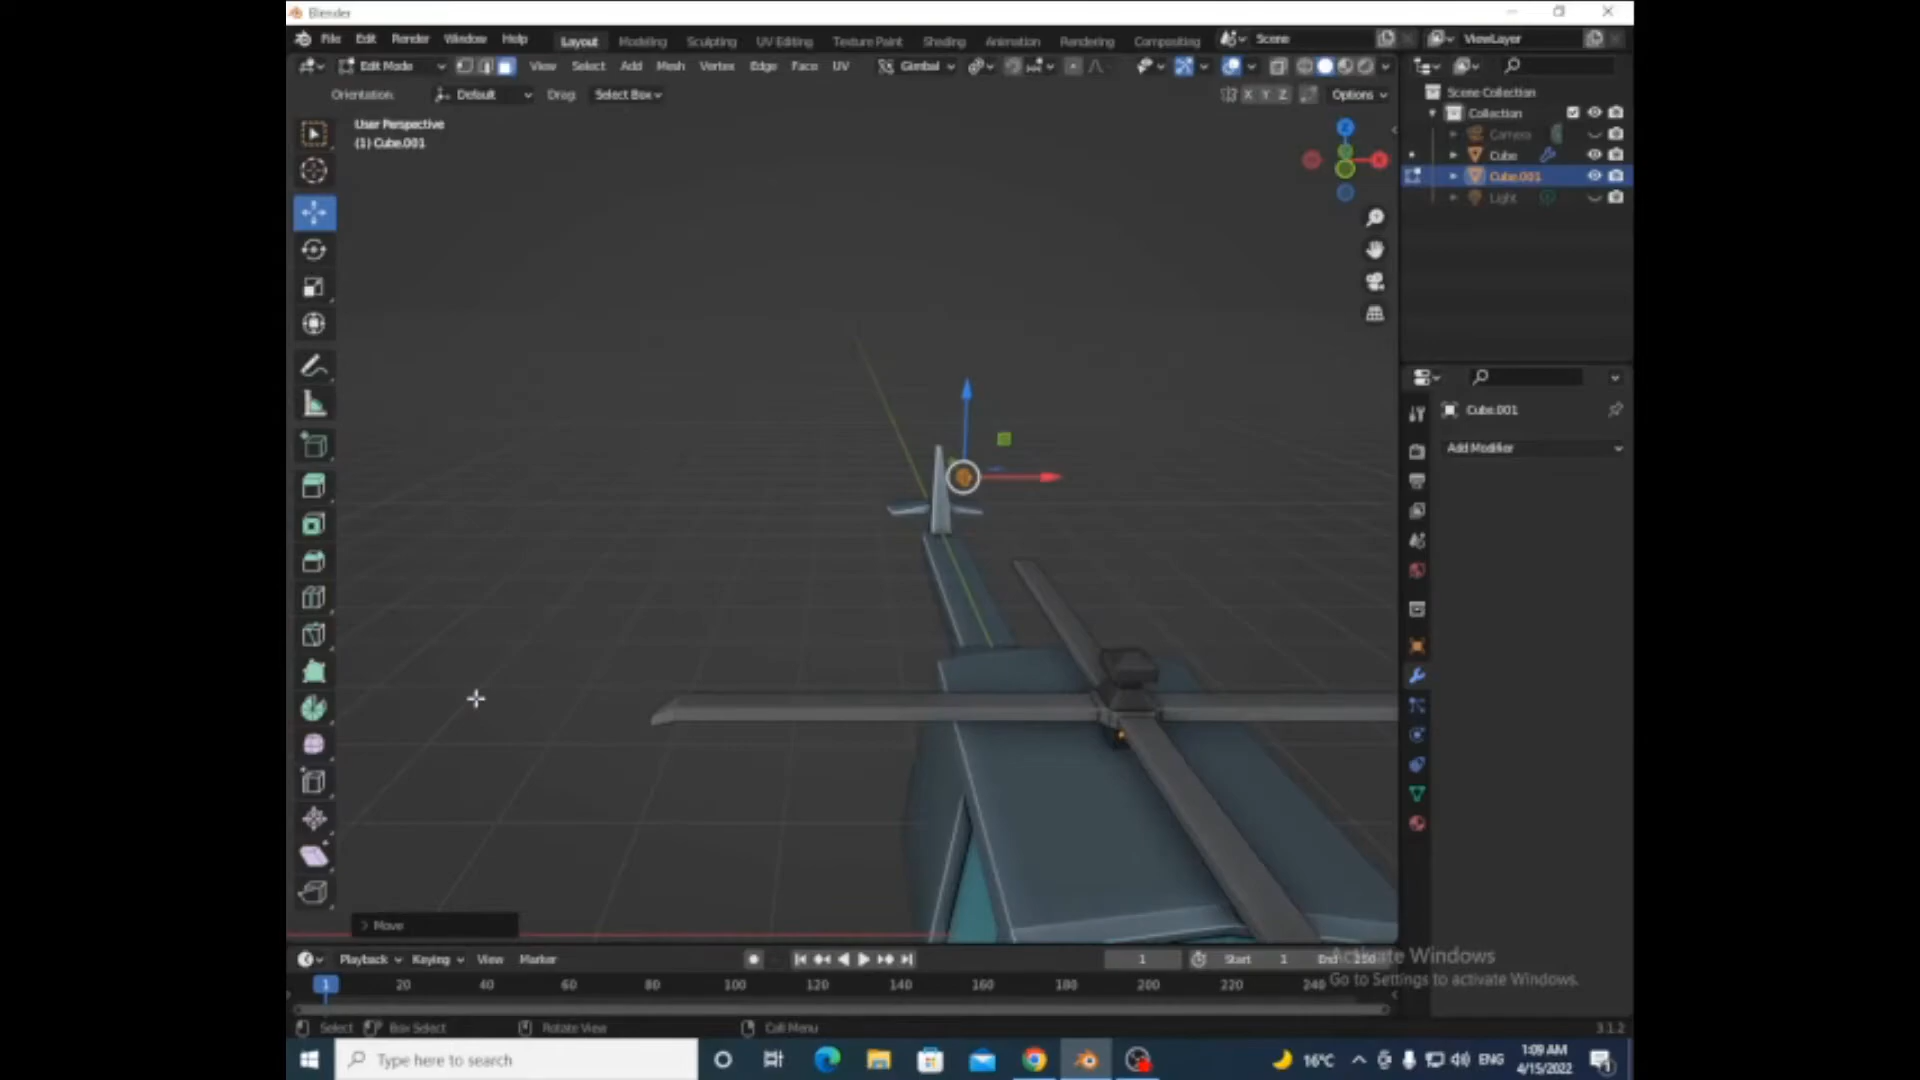 Blender
File Edit Render Window Help Layout Modeling Sculpting UV Editing Texture Paint Shading Animation Rendering Compositing Scene ViewLayer
Edit Mode View Select Add Mesh Vertex Edge Face UV Gimbal
Orientation: Default Drag: Select Box X Y Z Options
User Perspective
(1) Cube.001
Scene Collection
Collection
Camera
Cube
Cube.001
Light
Z
X
Cube.001
Add Modifier
Move
Playback Keying View Marker 1 Start 1 End 250
1 20 40 60 80 100 120 140 160 180 200 220 240
Activate Windows
Go to Settings to activate Windows.
Select Box Select Rotate View Call Menu 3.1.2
Type here to search
16°C ENG
1:09 AM
4/15/2022